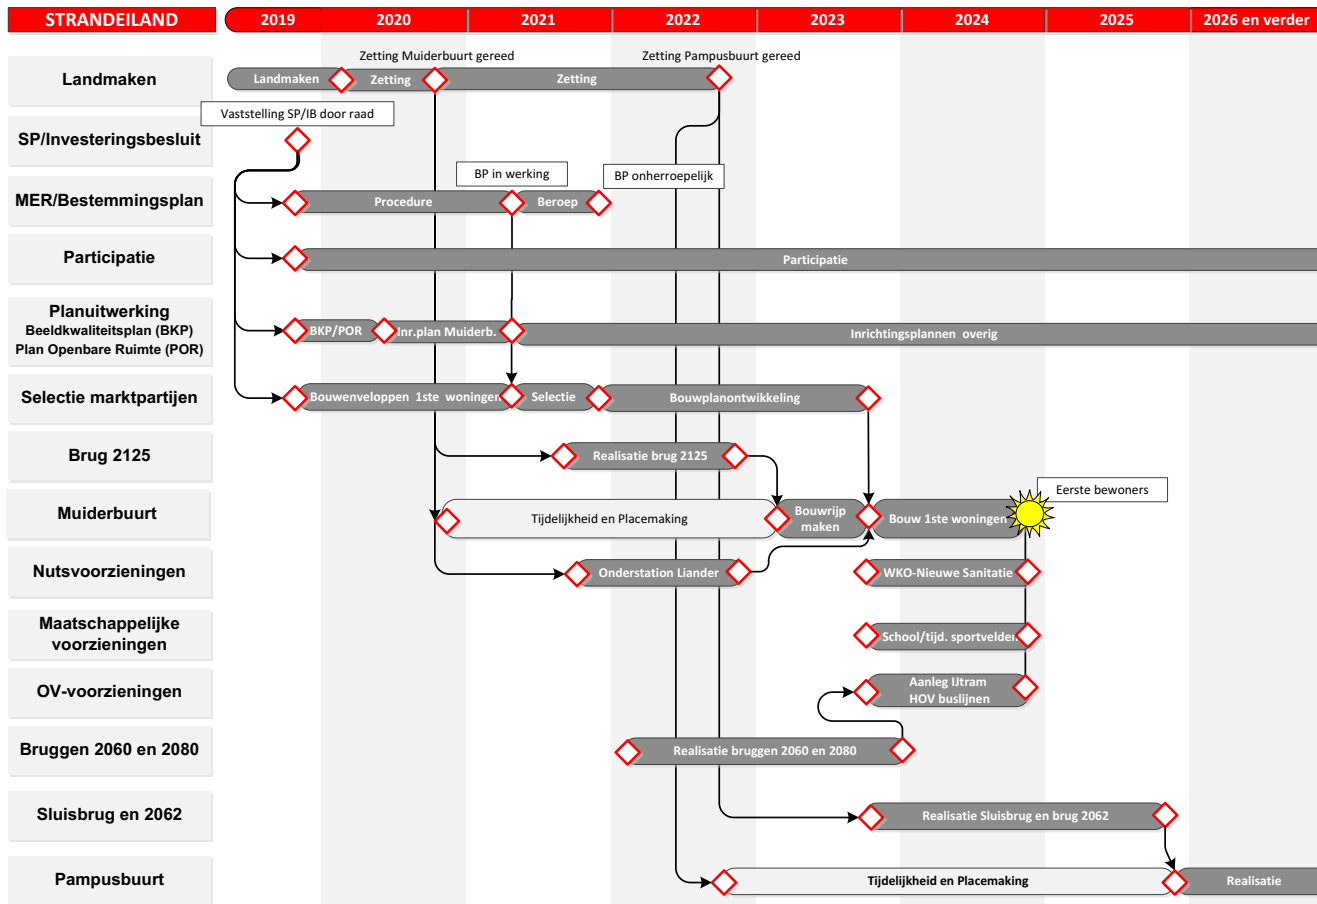 STRANDEILAND 2019 2020 2021 2022 2023 2024 2025 2026 en verder
Zetting Muiderbuurt gereed Zetting Pampusbuurt gereed
Landmaken Landmaken Zetting Zetting
Vaststelling SP/IB door raad
SP/Investeringsbesluit
BP in werking BP onherroepelijk
MER/Bestemmingsplan Procedure Beroep
Participatie Participatie
Planuitwerking
Beeldkwaliteitsplan (BKP) BKP/POR Inr.plan Muiderb. Inrichtingsplannen overig
Plan Openbare Ruimte (POR)
Selectie marktpartijen Bouwenveloppen 1ste woningen Selectie Bouwplanontwikkeling
Brug 2125 Realisatie brug 2125
Eerste bewoners
Muiderbuurt Tijdelijkheid en Placemaking Bouwrijp
maken Bouw 1ste woningen
Nutsvoorzieningen Onderstation Liander WKO-Nieuwe Sanitatie
Maatschappelijke
voorzieningen School/tijd. sportvelden
OV-voorzieningen Aanleg IJtram
HOV buslijnen
Bruggen 2060 en 2080 Realisatie bruggen 2060 en 2080
Sluisbrug en 2062 Realisatie Sluisbrug en brug 2062
Pampusbuurt Tijdelijkheid en Placemaking Realisatie